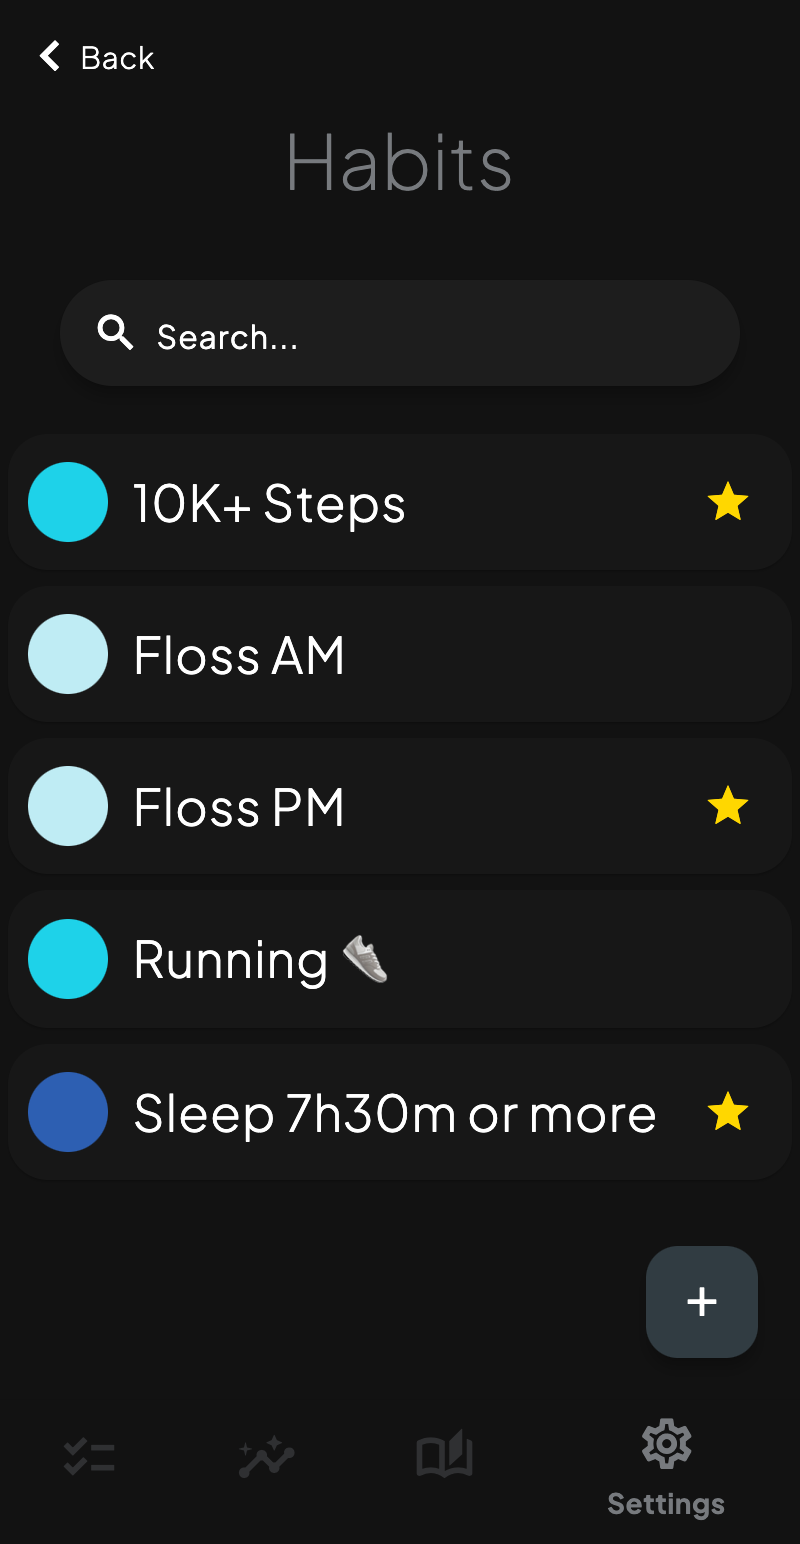 Back
Habits
Search...
10K+ Steps
Floss AM
Floss PM
Running 👟
Sleep 7h30m or more
+
Settings